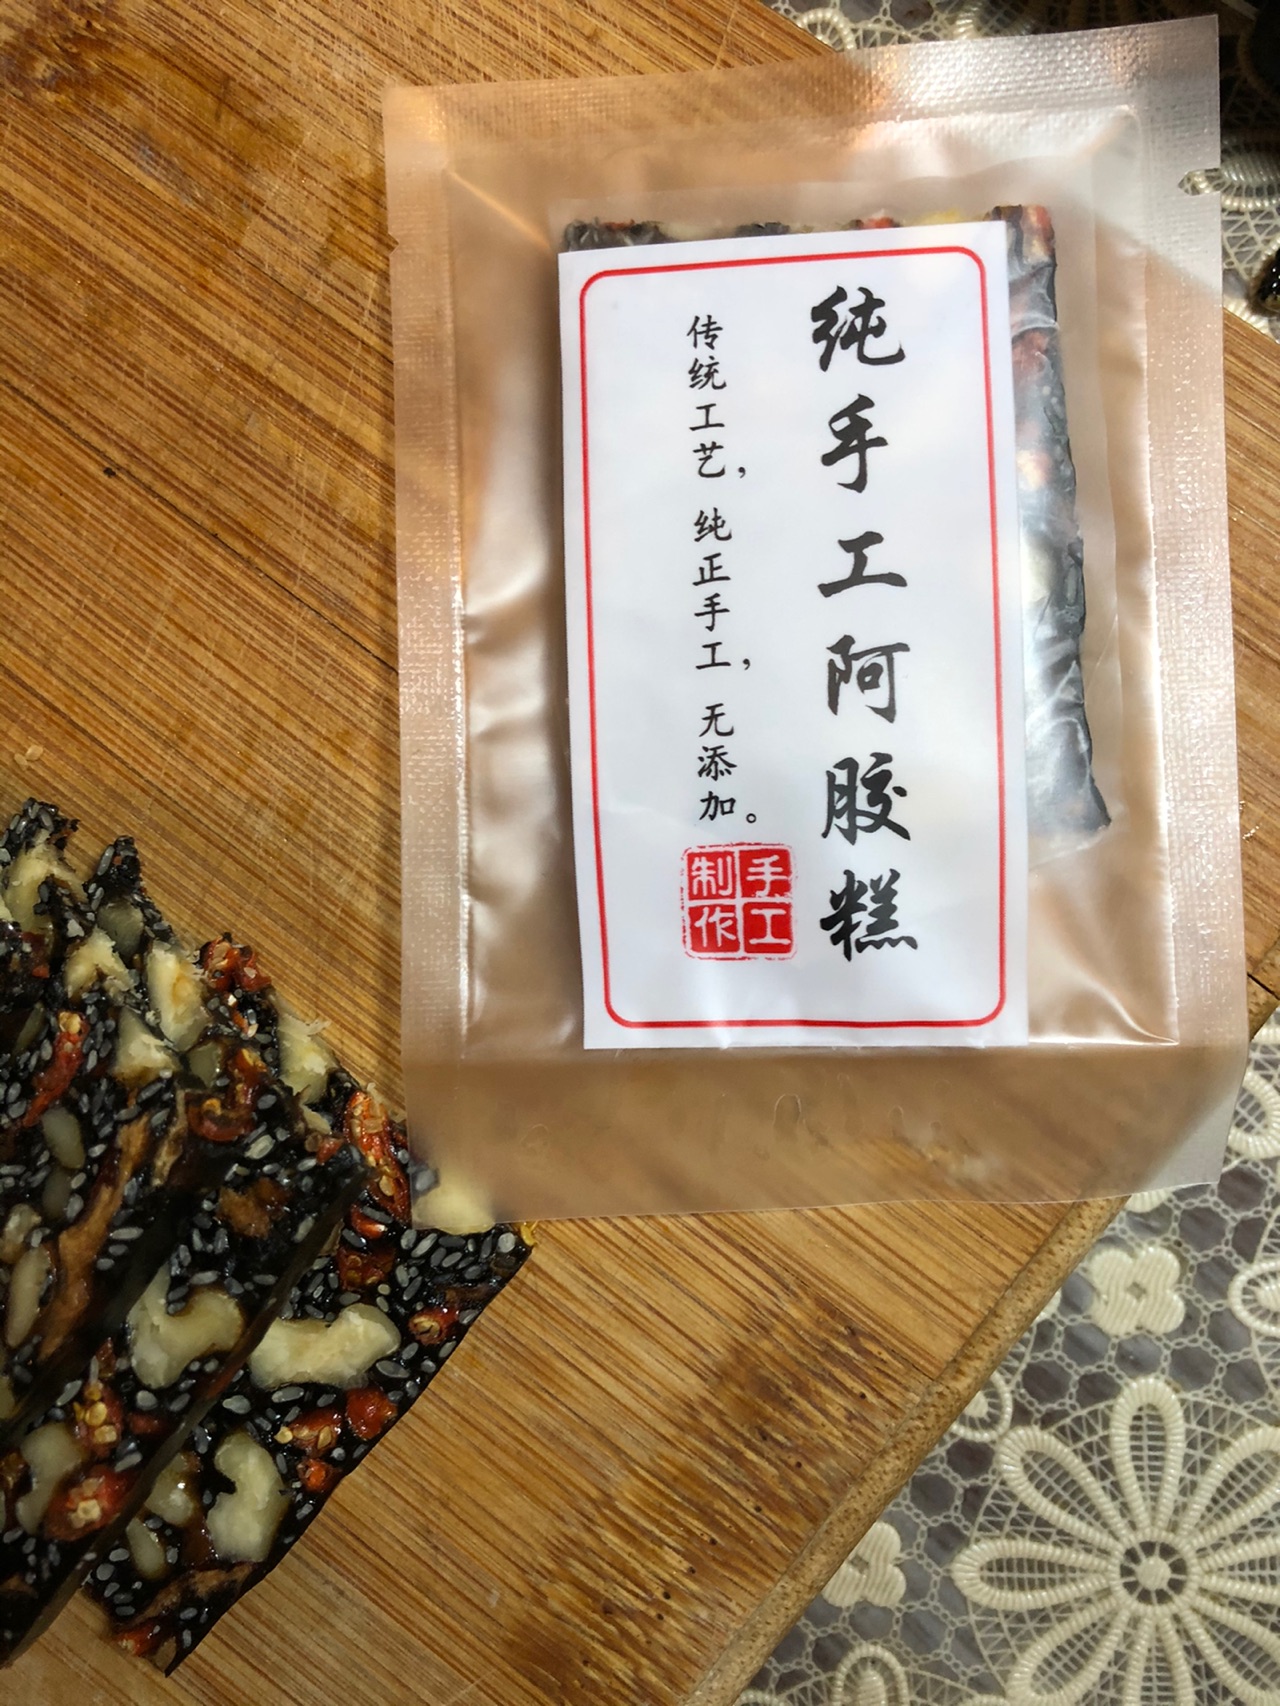 纯手工阿胶糕
传统工艺，纯正手工，无添加。
手工
制作